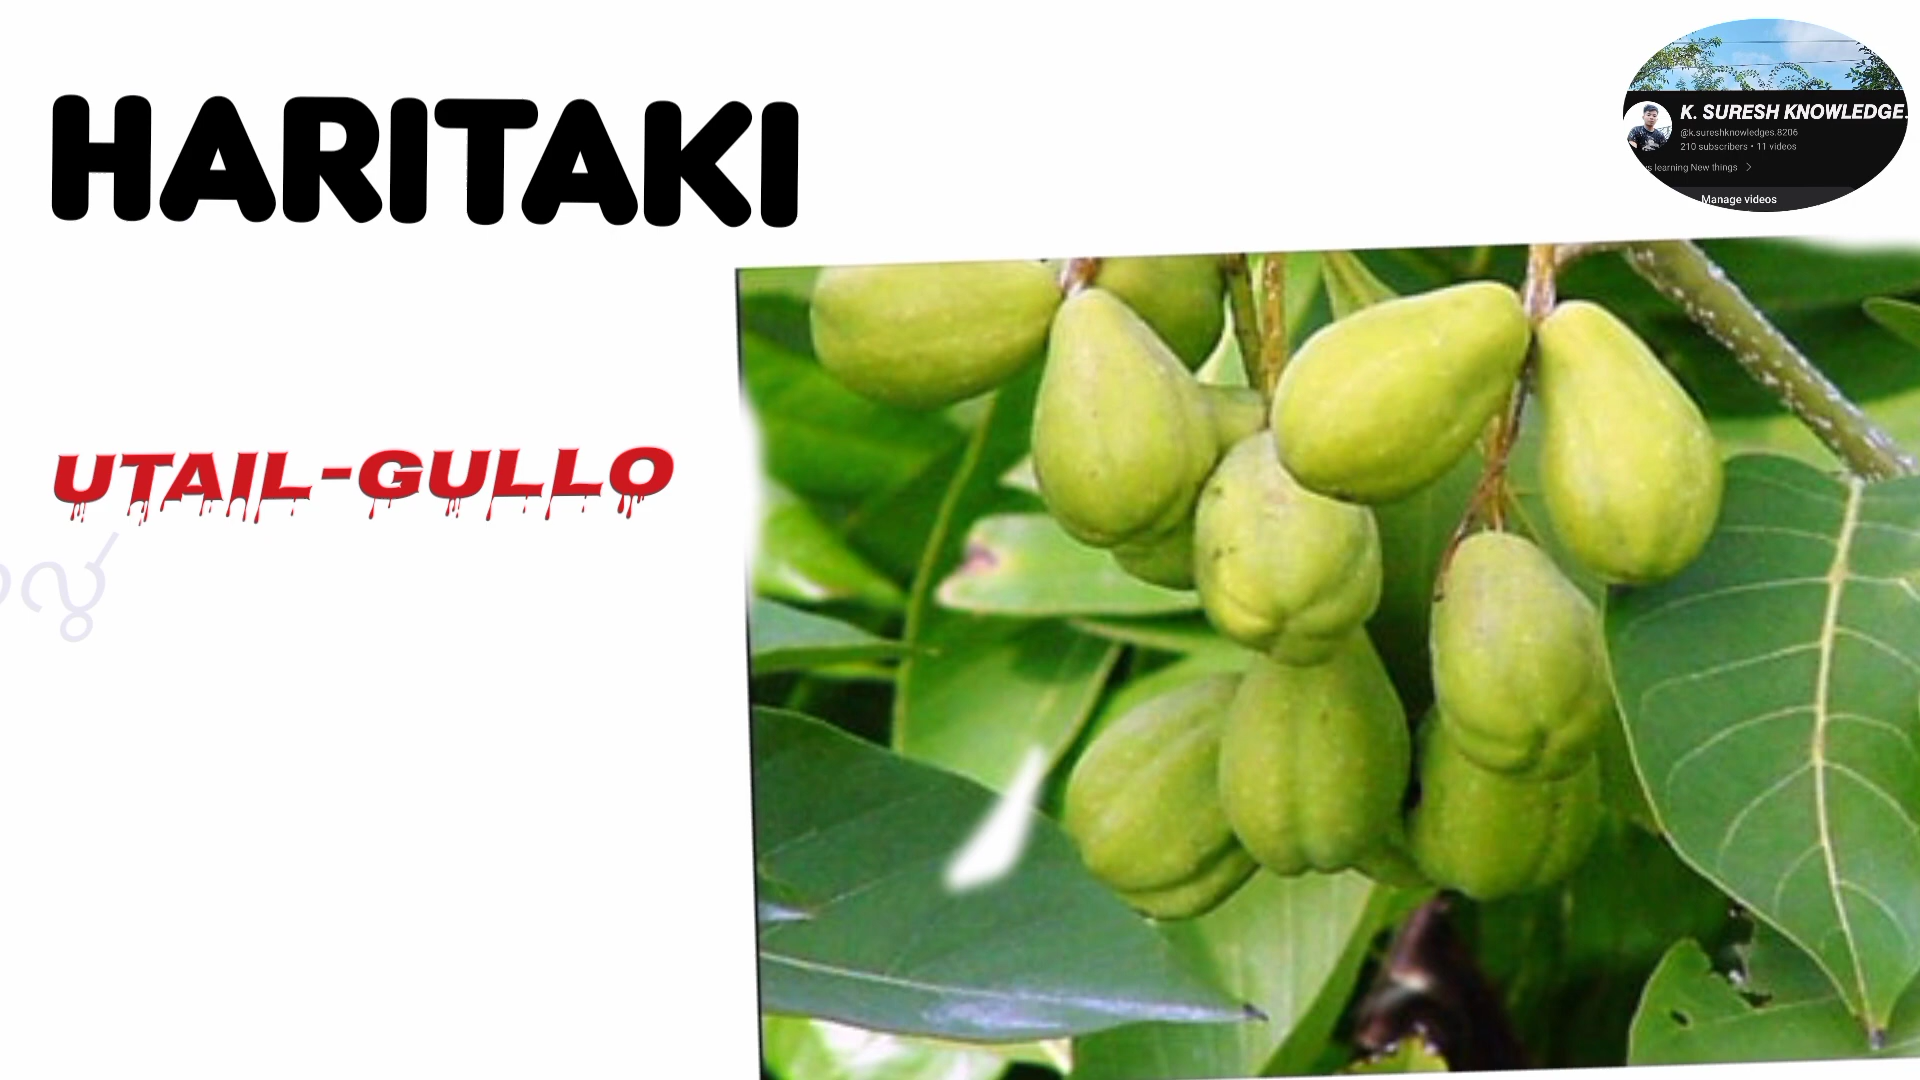 HARITAKI
K. SURESH KNOWLEDGE.
@k.sureshknowledges.8206
210 subscribers • 11 videos
learning New things >
Manage videos
UTAIL-GULLO